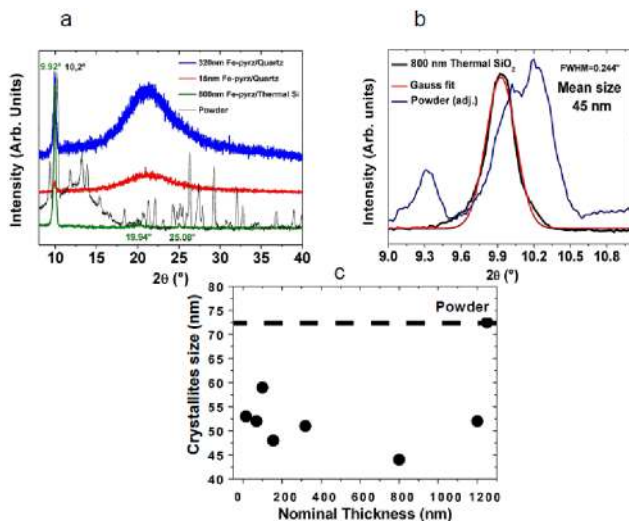 a
9.92° 10,2°
320nm Fe-pyrz/Quartz
15nm Fe-pyrz/Quartz
800nm Fe-pyrz/Thermal Si
Powder
19.94° 25.08°
Intensity (Arb. Units)
10 15 20 25 30 35 40
2θ (°)
b
800 nm Thermal SiO2
Gauss fit
Powder (adj.)
FWHM=0.244°
Mean size
45 nm
Intensity (Arb. units)
9.0 9.3 9.6 9.9 10.2 10.6
2θ (°)
c
Powder
Crystallites size (nm)
80
75
70
65
60
55
50
45
40
0 200 400 600 800 1000 1200
Nominal Thickness (nm)